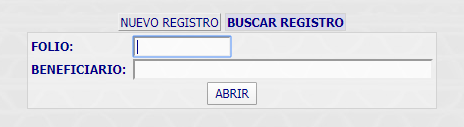 NUEVO REGISTRO BUSCAR REGISTRO
FOLIO:
BENEFICIARIO:
ABRIR